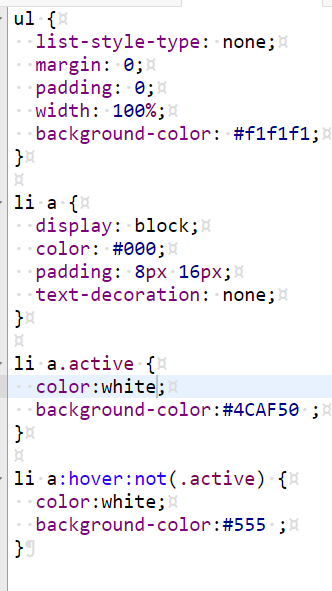 ul {
  list-style-type: none;
  margin: 0;
  padding: 0;
  width: 100%;
  background-color: #f1f1f1;
}

li a {
  display: block;
  color: #000;
  padding: 8px 16px;
  text-decoration: none;
}

li a.active {
  color:white;
  background-color:#4CAF50 ;
}

li a:hover:not(.active) {
  color:white;
  background-color:#555 ;
}